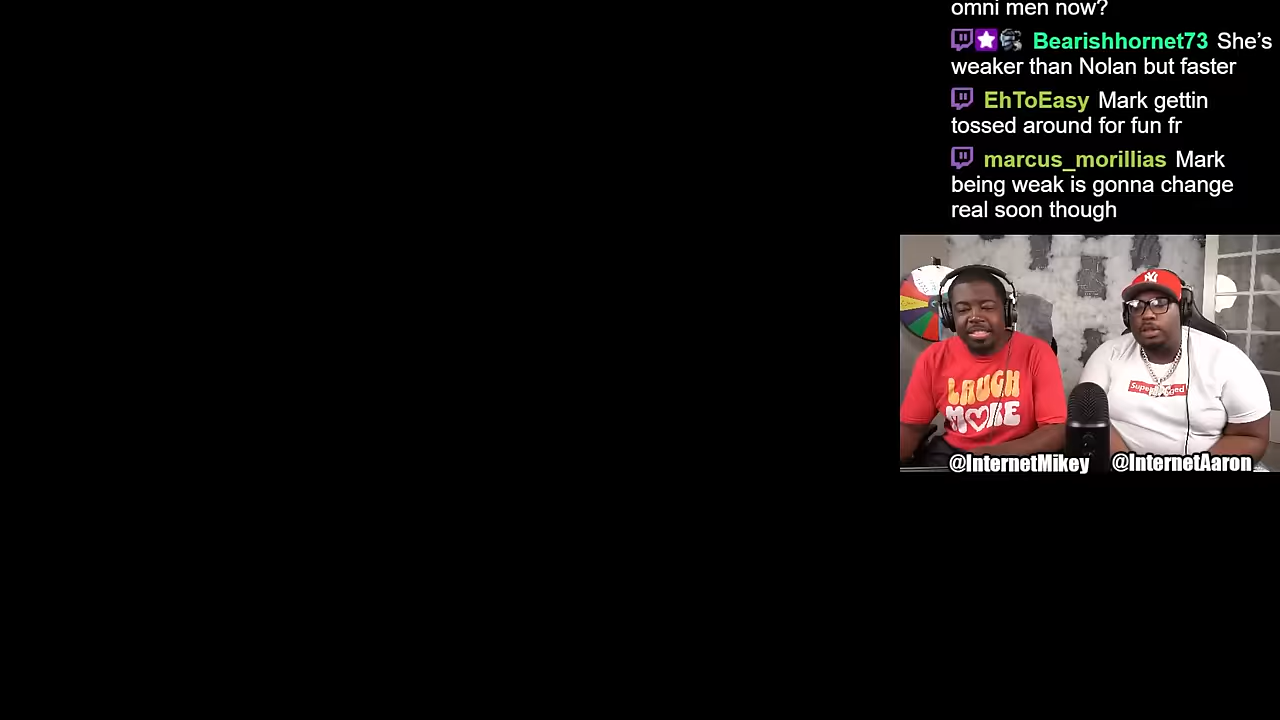 omni men now?
Bearishhornet73 She's
weaker than Nolan but faster
EhToEasy Mark gettin
tossed around for fun fr
marcus_morillias Mark
being weak is gonna change
real soon though
LAUGH
MORE
@InternetMikey @InternetAaron